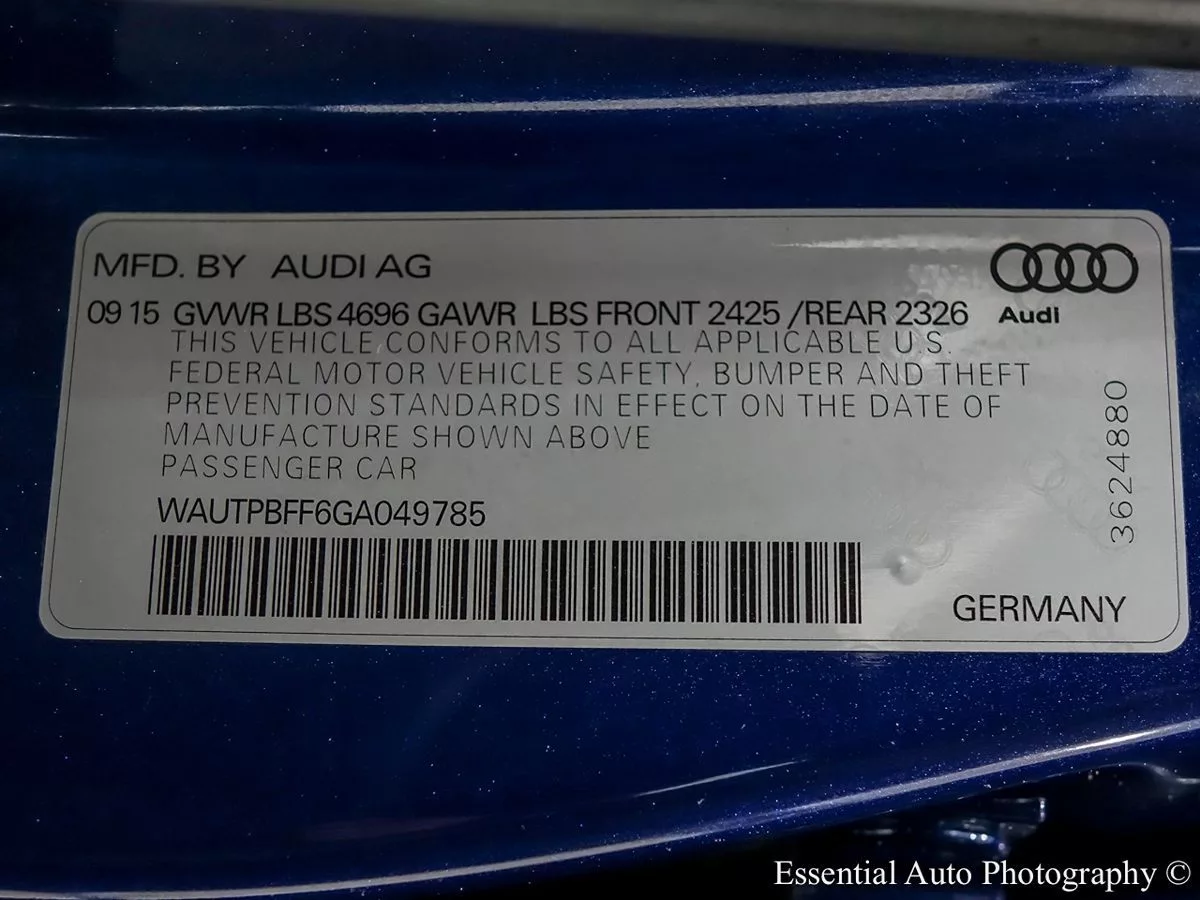 MFD. BY AUDI AG
09 15 GVWR LBS 4696 GAWR LBS FRONT 2425 /REAR 2326
Audi
THIS VEHICLE CONFORMS TO ALL APPLICABLE U.S.
FEDERAL MOTOR VEHICLE SAFETY, BUMPER AND THEFT
PREVENTION STANDARDS IN EFFECT ON THE DATE OF
MANUFACTURE SHOWN ABOVE
PASSENGER CAR
3624880
WAUTPBFF6GA049785
GERMANY
Essential Auto Photography ©